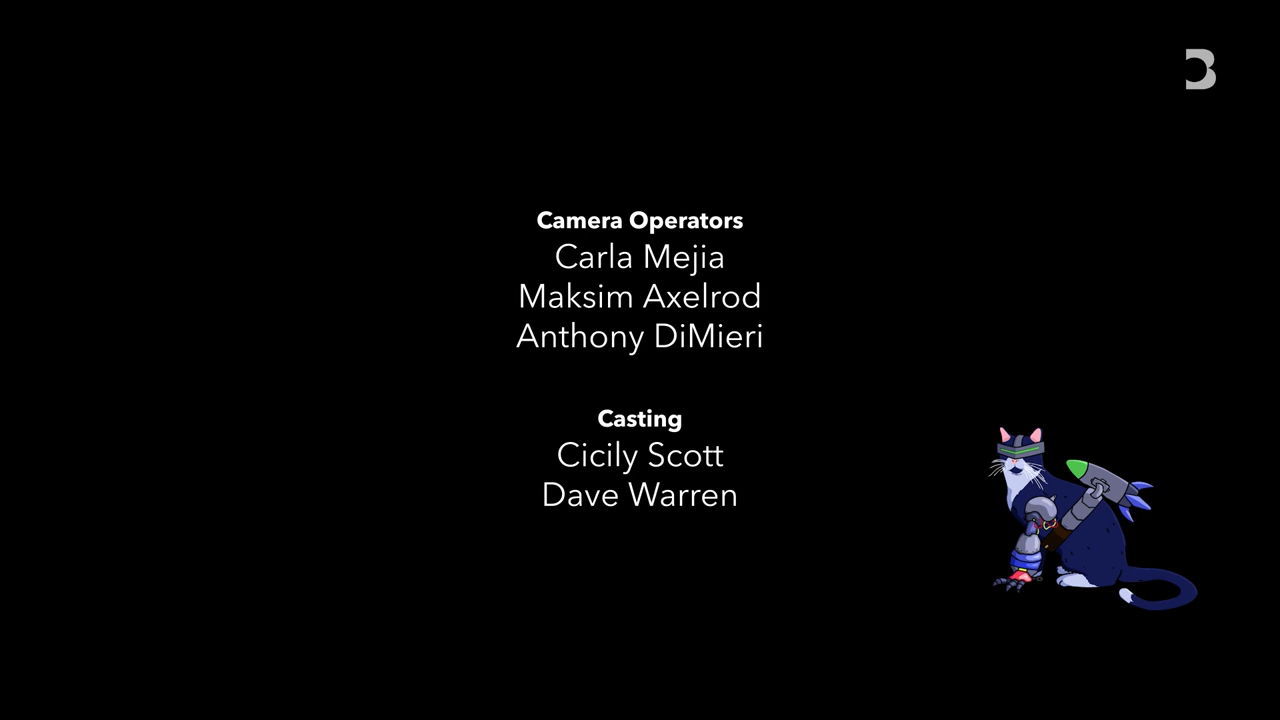 Camera Operators
Carla Mejia
Maksim Axelrod
Anthony DiMieri
Casting
Cicily Scott
Dave Warren